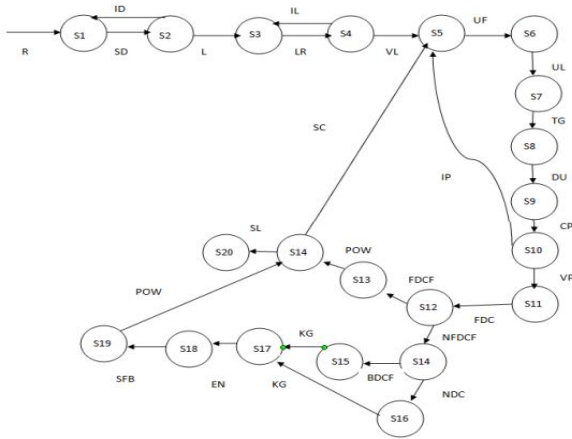 ID
IL
UF
S1
S2
S3
S4
S5
S6
R
SD
L
LR
VL
UL
S7
TG
SC
S8
DU
IP
S9
CP
SL
S20
S14
POW
S10
S13
VP
POW
FDCF
S12
FDC
S11
S19
KG
NFDCF
S18
S17
S15
S14
SFB
EN
KG
BDCF
NDC
S16